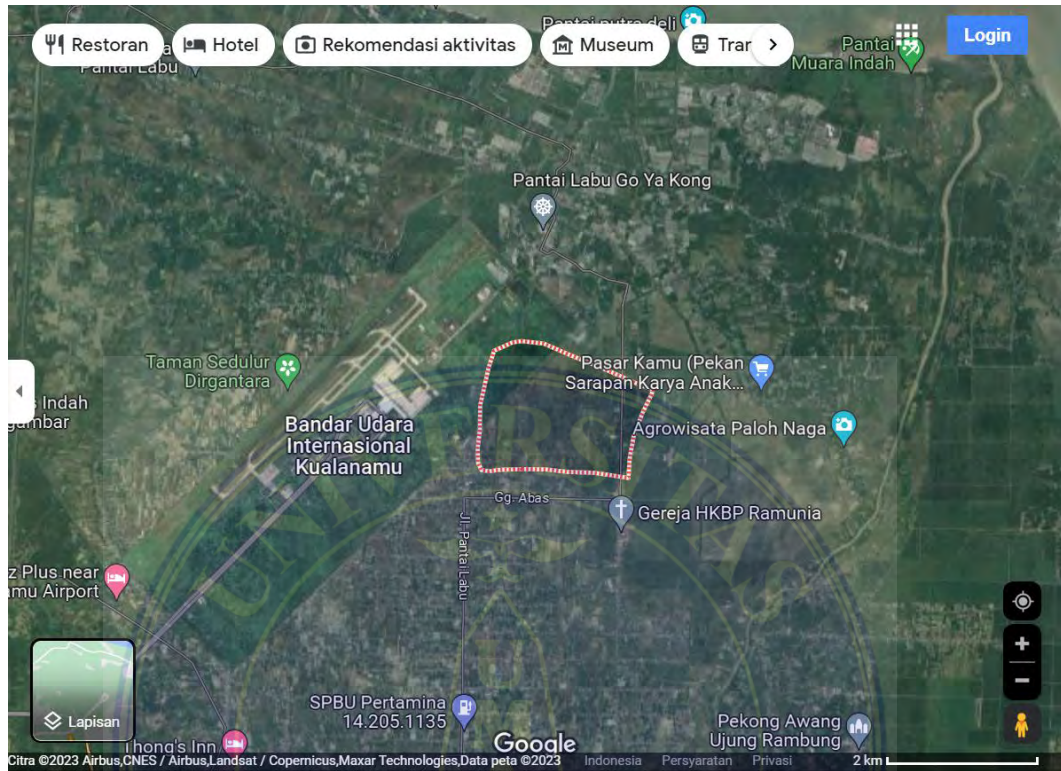 Pantai putra deli
Restoran
Hotel
Rekomendasi aktivitas
Museum
Login
Pantai
Muara Indah
Pantai Labu
Pantai Labu Go Ya Kong
Taman Sedulur
Dirgantara
Pasar Kamu (Pekan
Sarapan Karya Anak...
Indah
Bandar Udara
Internasional
Kualanamu
Agrowisata Paloh Naga
Gg. Abas
Gereja HKBP Ramunia
Jl. Pantai Labu
z Plus near
amu Airport
UNIVERSITAS
UM
SPBU Pertamina
14.205.1135
Lapisan
Thong's Inn
Pekong Awang
Ujung Rambung
Google
Citra ©2023 Airbus,CNES / Airbus,Landsat / Copernicus,Maxar Technologies,Data peta ©2023 Indonesia Persyaratan Privasi 2 km